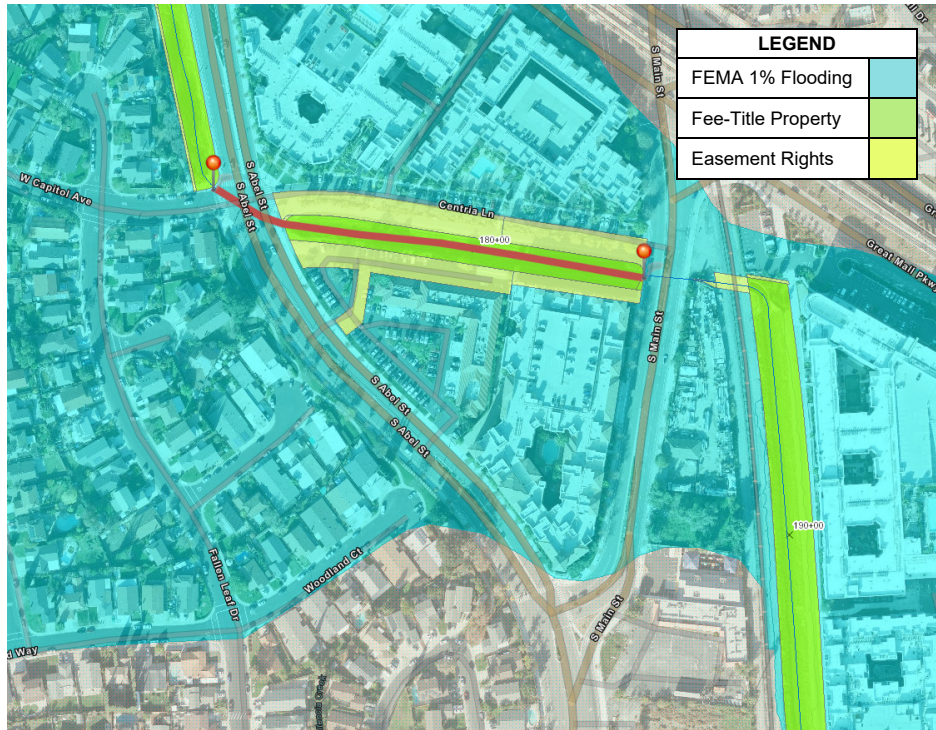 LEGEND
FEMA 1% Flooding
Fee-Title Property
Easement Rights
S Main St
W Capitol Ave
S Abel St
S Abel St
Centria Ln
180+00
Great Mall Pkwy
S Main St
S Abel St
S Abel St
190+00
Fallen Leaf Dr
Woodland Ct
S Main St
d Way